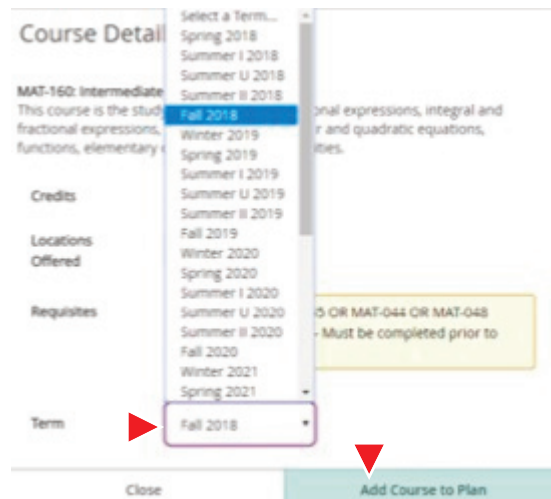 Course Detail
MAT-160: Intermediate
This course is the stud
onal expressions, integral and
fractional expressions,
r and quadratic equations,
functions, elementary
ities.
Credits
Locations
Offered
Requisites
5 OR MAT-044 OR MAT-048
- Must be completed prior to
Select a Term...
Spring 2018
Summer I 2018
Summer U 2018
Summer II 2018
Fall 2018
Winter 2019
Spring 2019
Summer I 2019
Summer U 2019
Summer II 2019
Fall 2019
Winter 2020
Spring 2020
Summer I 2020
Summer U 2020
Summer II 2020
Fall 2020
Winter 2021
Spring 2021
Term
Fall 2018
Close
Add Course to Plan